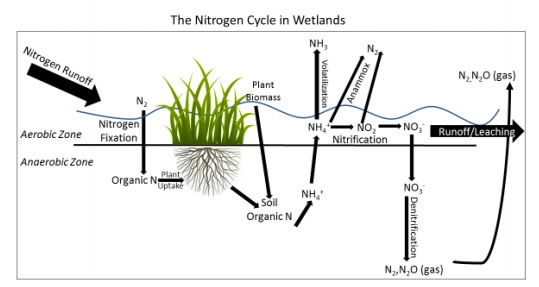 The Nitrogen Cycle in Wetlands
Nitrogen Runoff
N2
Nitrogen
Fixation
Aerobic Zone
Anaerobic Zone
Organic N
Plant
Uptake
Plant
Biomass
Soil
Organic N
NH4+
NH4+
Volatilization
NH3
Anammox
N2
NO2
Nitrification
NO3-
Runoff/Leaching
NO3-
Denitrification
N2,N2O (gas)
N2,N2O (gas)